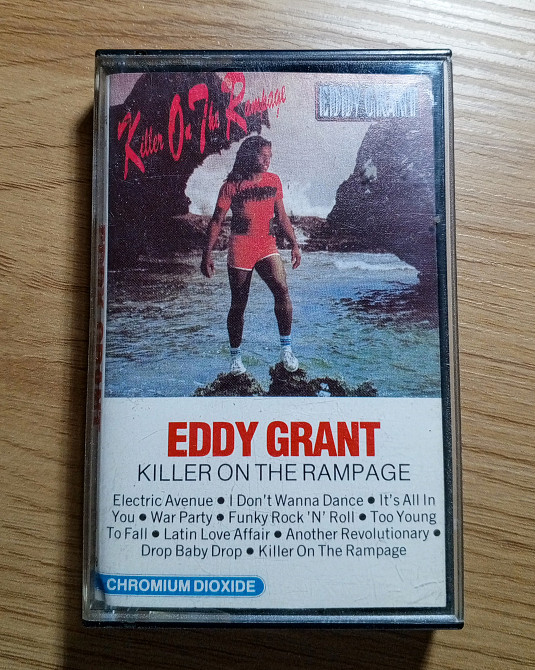 Killer On The Rampage
EDDY GRANT
EDDY GRANT
KILLER ON THE RAMPAGE
Electric Avenue ● I Don't Wanna Dance ● It's All In
You ● War Party ● Funky Rock 'N' Roll ● Too Young
To Fall ● Latin Love Affair ● Another Revolutionary ●
Drop Baby Drop ● Killer On The Rampage
CHROMIUM DIOXIDE